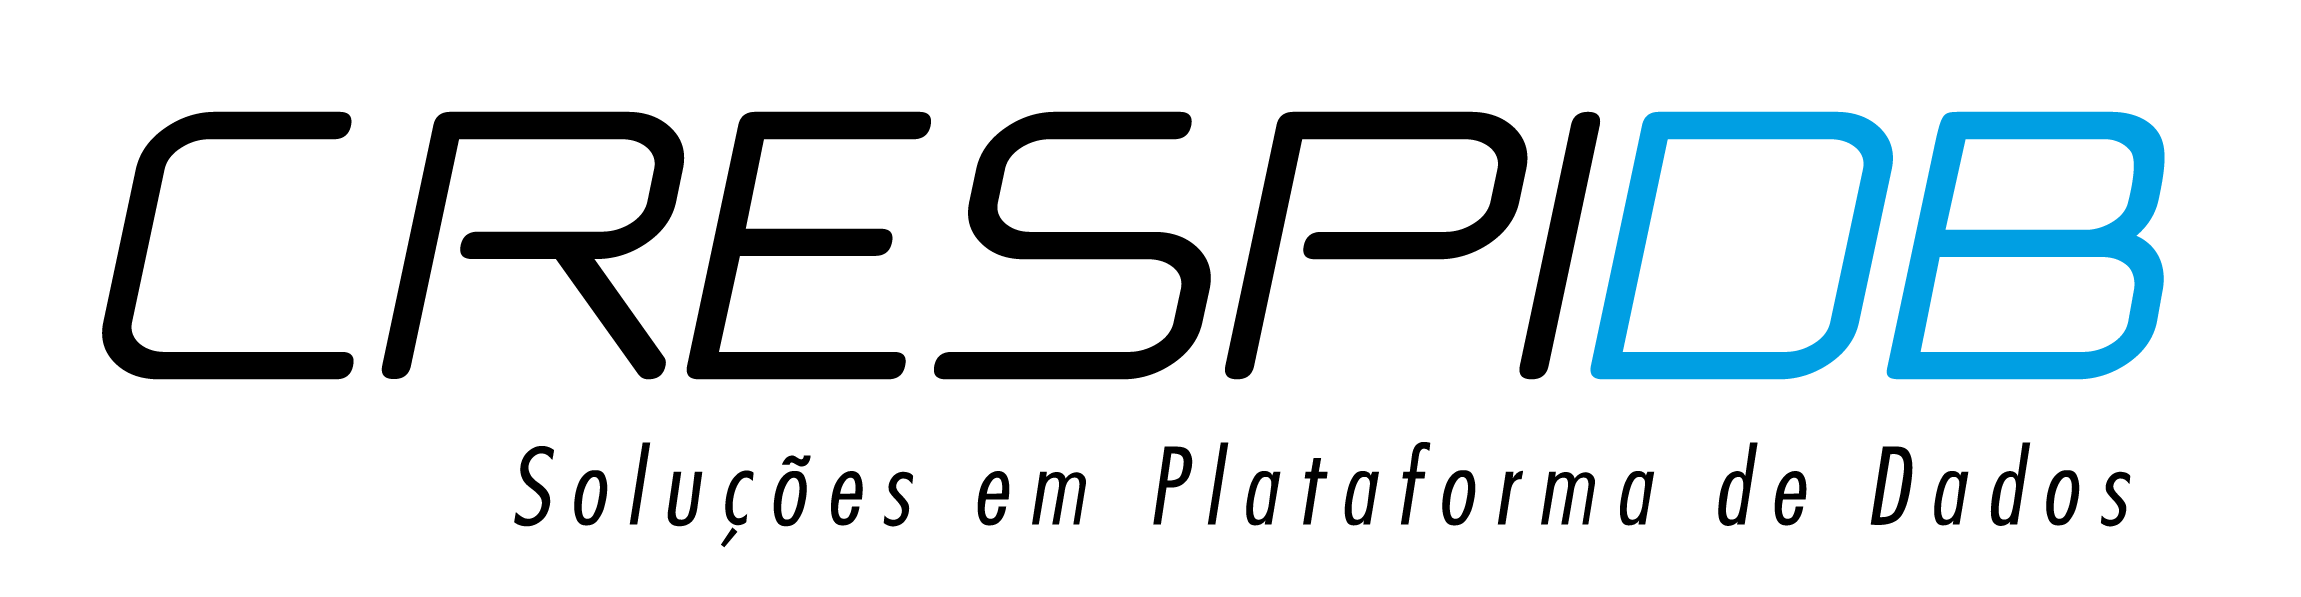 CRESPIDB
Soluções em Plataforma de Dados